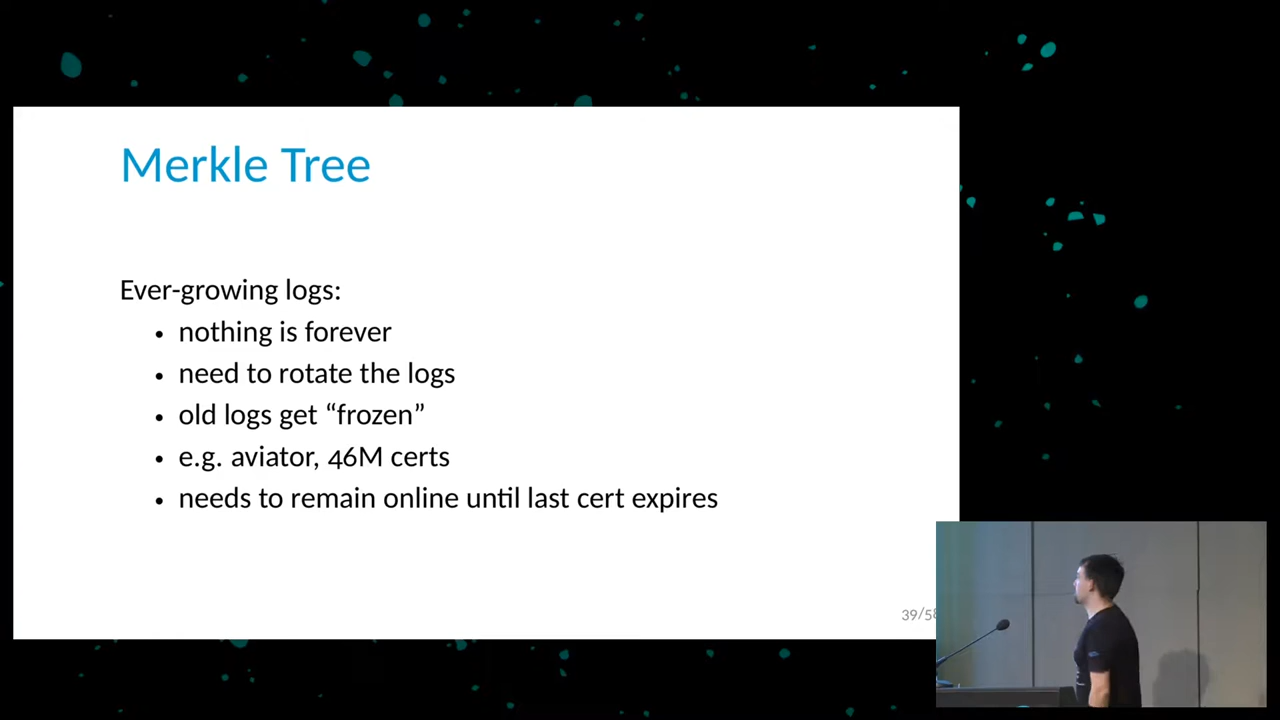 Merkle Tree
Ever-growing logs:
• nothing is forever
• need to rotate the logs
• old logs get “frozen”
• e.g. aviator, 46M certs
• needs to remain online until last cert expires
39/58